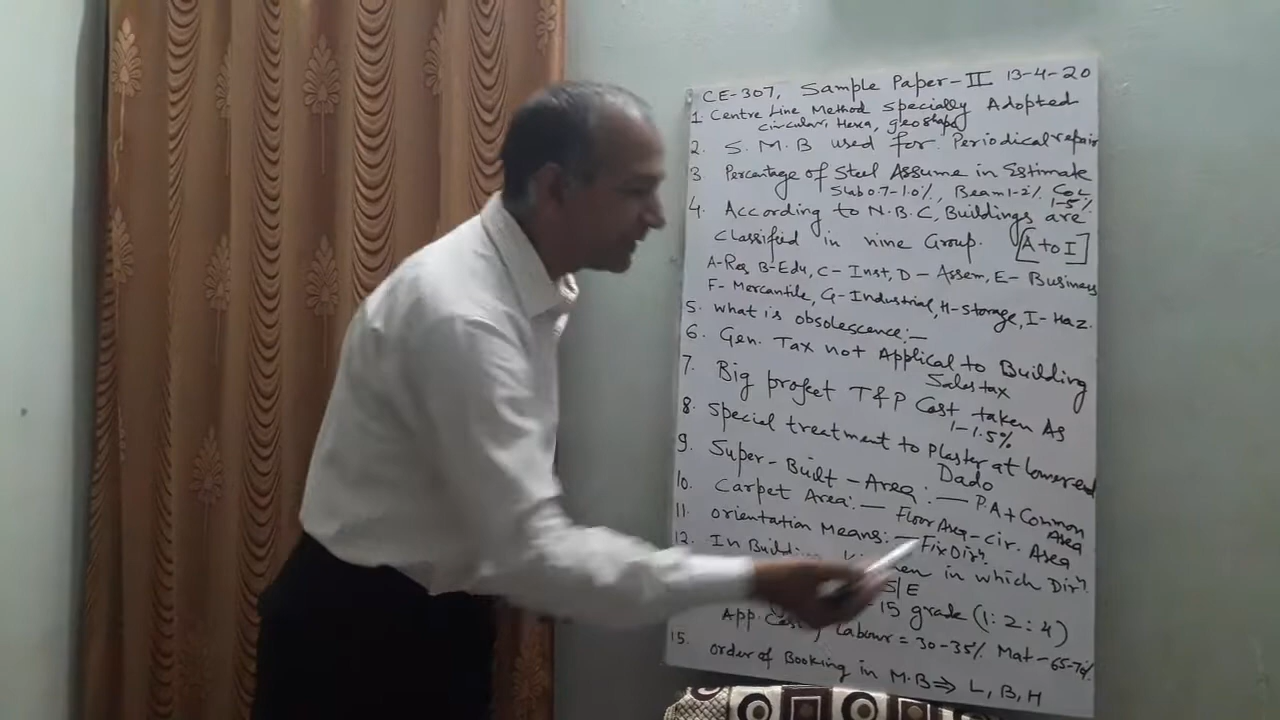 CE-307, Sample Paper-II 13-4-20
1. Centre Line Method specially Adopted
circular, Hexa, geoshape
2. S.M.B used for Periodical repair
3 Percentage of Steel Assume in Estimate
Slab 0.7-1.0%, Beam 1-2%. Col
1-5%
4. According to N.B.C, Buildings are
classified in nine Group. [A to I]
A-Res B-Edu, C-Inst, D-Assem, E-Business
F-Mercantile, G-Industrial, H-Storage, I-Haz.
5. what is obsolescence:-
6. Gen. Tax not Applical to Building
Sales tax
7. Big project T&P Cost taken As
1-1.5%
8. Special treatment to Plaster at lowerend
Dado
9. Super-Built-Area:- P.A + Common
Area
10. Carpet Area:- Floor Area-Cir. Area
11. orientation Means:- Fix Dirn.
12. In in which Dirn.
S/E
15 grade (1:2:4)
App. Labour = 30-35% Mat-65-70%
15. order of Booking in M.B⇒ L, B, H